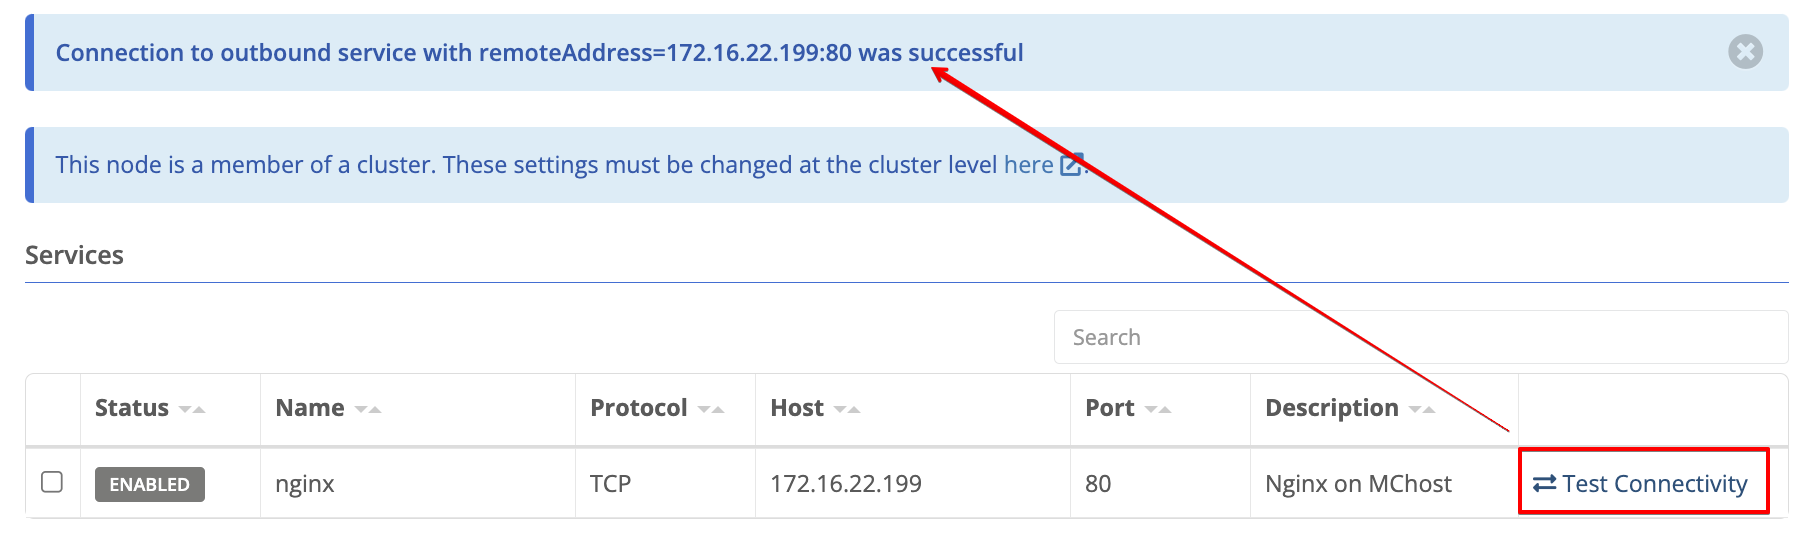 Connection to outbound service with remoteAddress=172.16.22.199:80 was successful
This node is a member of a cluster. These settings must be changed at the cluster level here.
Services
Search
Status Name Protocol Host Port Description
ENABLED nginx TCP 172.16.22.199 80 Nginx on MChost Test Connectivity